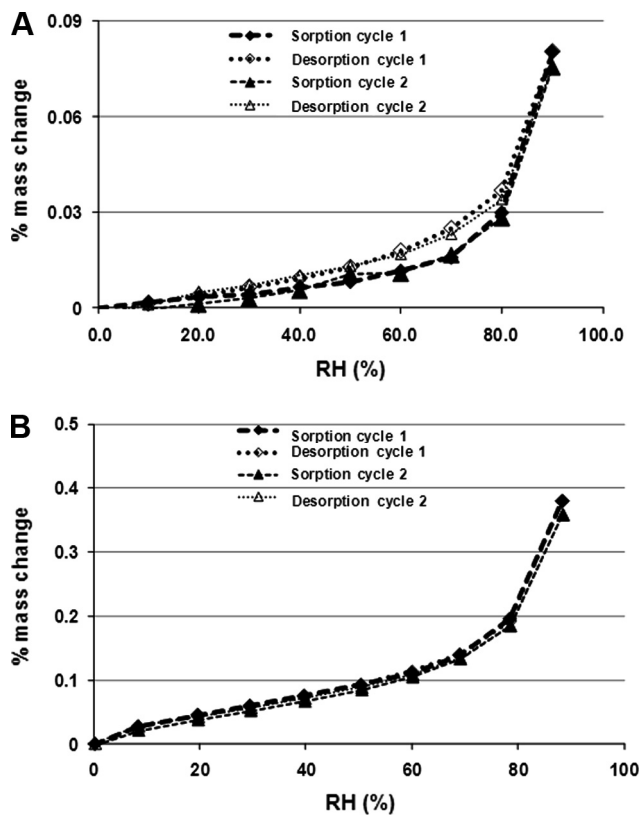 A
0.09
Sorption cycle 1
Desorption cycle 1
Sorption cycle 2
Desorption cycle 2
0.06
% mass change
0.03
0
0.0 20.0 40.0 60.0 80.0 100.0
RH (%)
B
0.5
Sorption cycle 1
Desorption cycle 1
Sorption cycle 2
Desorption cycle 2
0.4
0.3
% mass change
0.2
0.1
0
0 20 40 60 80 100
RH (%)